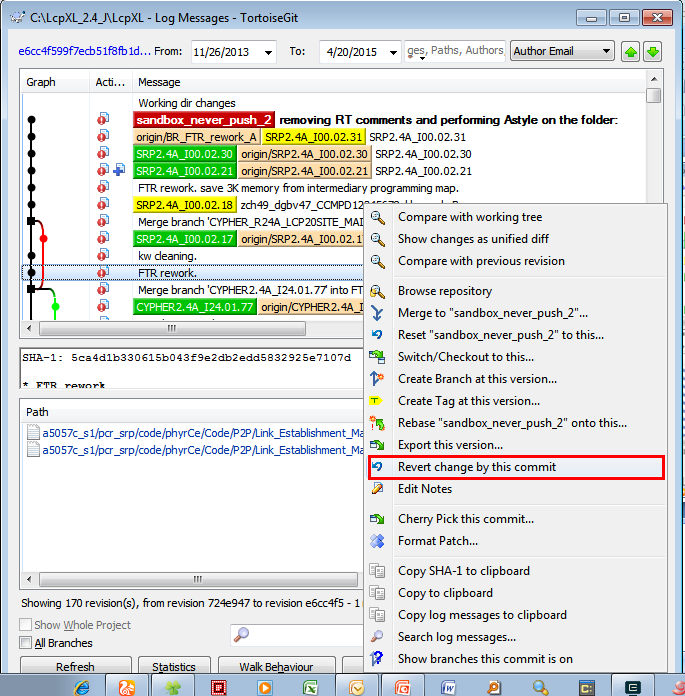 C:\LcpXL_2.4_J\LcpXL - Log Messages - TortoiseGit
e6cc4f599f7ecb51f8fb1d... From: 11/26/2013 To: 4/20/2015 ges, Paths, Authors Author Email
Graph Acti... Message
Working dir changes
sandbox_never_push_2 removing RT comments and performing Astyle on the folder:
origin/BR_FTR_rework_A SRP2.4A_I00.02.31 SRP2.4A_I00.02.31
SRP2.4A_I00.02.30 origin/SRP2.4A_I00.02.30 SRP2.4A_I00.02.30
SRP2.4A_I00.02.21 origin/SRP2.4A_I00.02.21 SRP2.4A_I00.02.21
FTR rework. save 3K memory from intermediary programming map.
SRP2.4A_I00.02.18
Merge branch 'CYPHER_R24A_LCP20SITE_MAI
SRP2.4A_I00.02.17 origin/SRP2.4A_I00.02.1
kw cleaning.
FTR rework.
Merge branch 'CYPHER2.4A_I24.01.77' into FT
CYPHER2.4A_I24.01.77 origin/CYPHER2.4A_I
SHA-1: 5ca4d1b330615b043f9e2db2edd5832925e7107d
* FTR rework
Path
a5057c_s1/pcr_srp/code/phyrCe/Code/P2P/Link_Establishment_Ma
a5057c_s1/pcr_srp/code/phyrCe/Code/P2P/Link_Establishment_Ma
Showing 170 revision(s), from revision 724e947 to revision e6cc4f5 - 1
Show Whole Project
All Branches
Refresh Statistics Walk Behaviour
Compare with working tree
Show changes as unified diff
Compare with previous revision
Browse repository
Merge to "sandbox_never_push_2"...
Reset "sandbox_never_push_2" to this...
Switch/Checkout to this...
Create Branch at this version...
Create Tag at this version...
Rebase "sandbox_never_push_2" onto this...
Export this version...
Revert change by this commit
Edit Notes
Cherry Pick this commit...
Format Patch...
Copy SHA-1 to clipboard
Copy to clipboard
Copy log messages to clipboard
Search log messages...
Show branches this commit is on